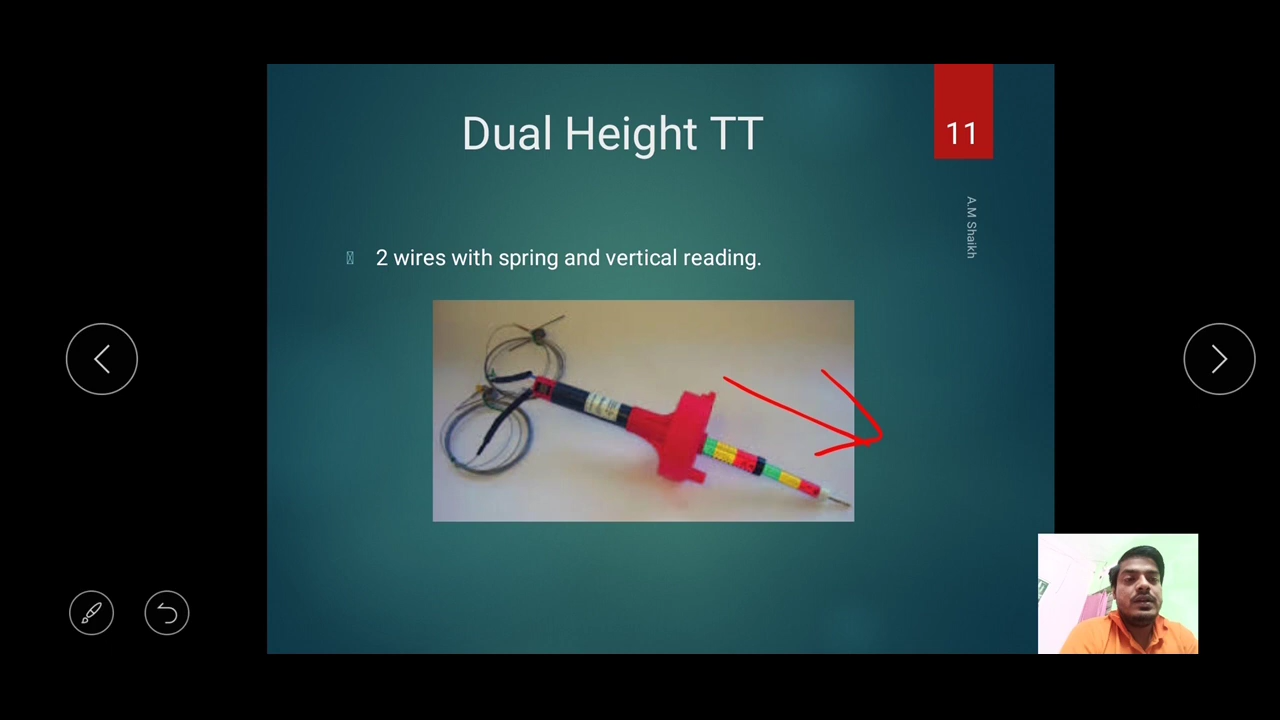 Dual Height TT
11
A.M Shaikh
2 wires with spring and vertical reading.